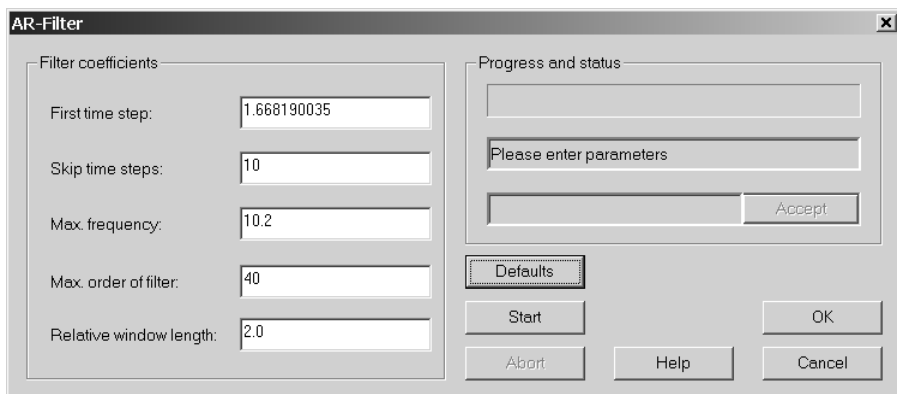 AR-Filter
Filter coefficients
First time step: 1.668190035
Skip time steps: 10
Max. frequency: 10.2
Max. order of filter: 40
Relative window length: 2.0
Progress and status
Please enter parameters
Accept
Defaults
Start
OK
Abort
Help
Cancel